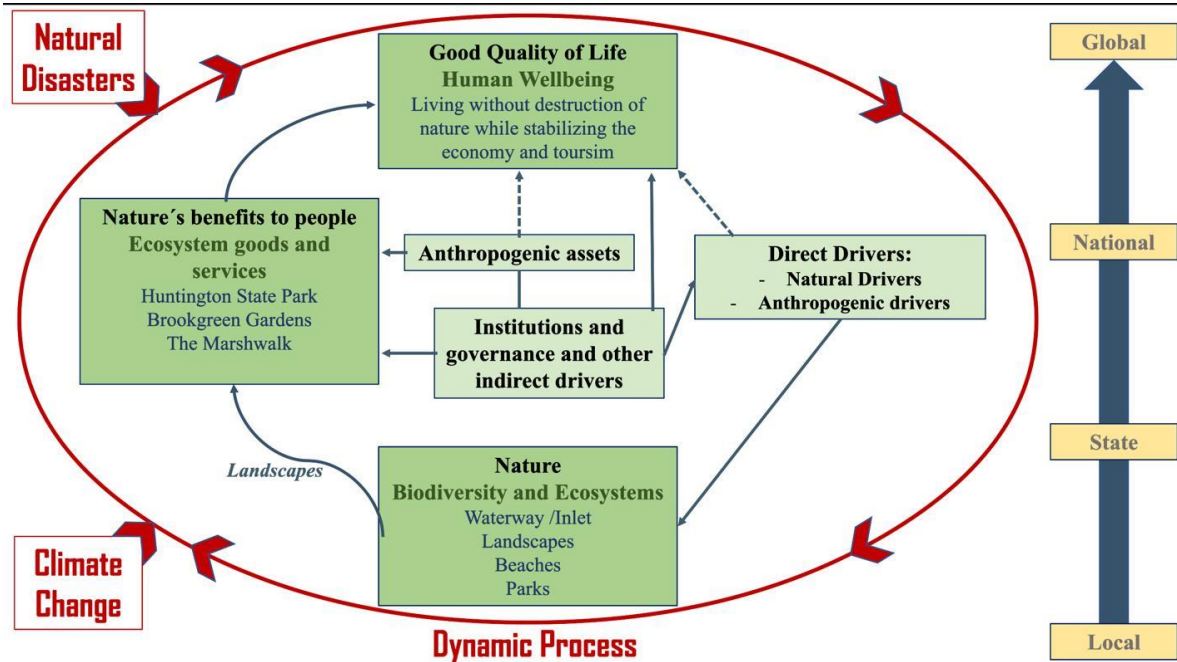 Natural
Disasters
Good Quality of Life
Human Wellbeing
Living without destruction of
nature while stabilizing the
economy and toursim
Global
Nature´s benefits to people
Ecosystem goods and
services
Huntington State Park
Brookgreen Gardens
The Marshwalk
Anthropogenic assets
Direct Drivers:
- Natural Drivers
- Anthropogenic drivers
National
Institutions and
governance and other
indirect drivers
Landscapes
Nature
Biodiversity and Ecosystems
Waterway /Inlet
Landscapes
Beaches
Parks
State
Climate
Change
Dynamic Process
Local